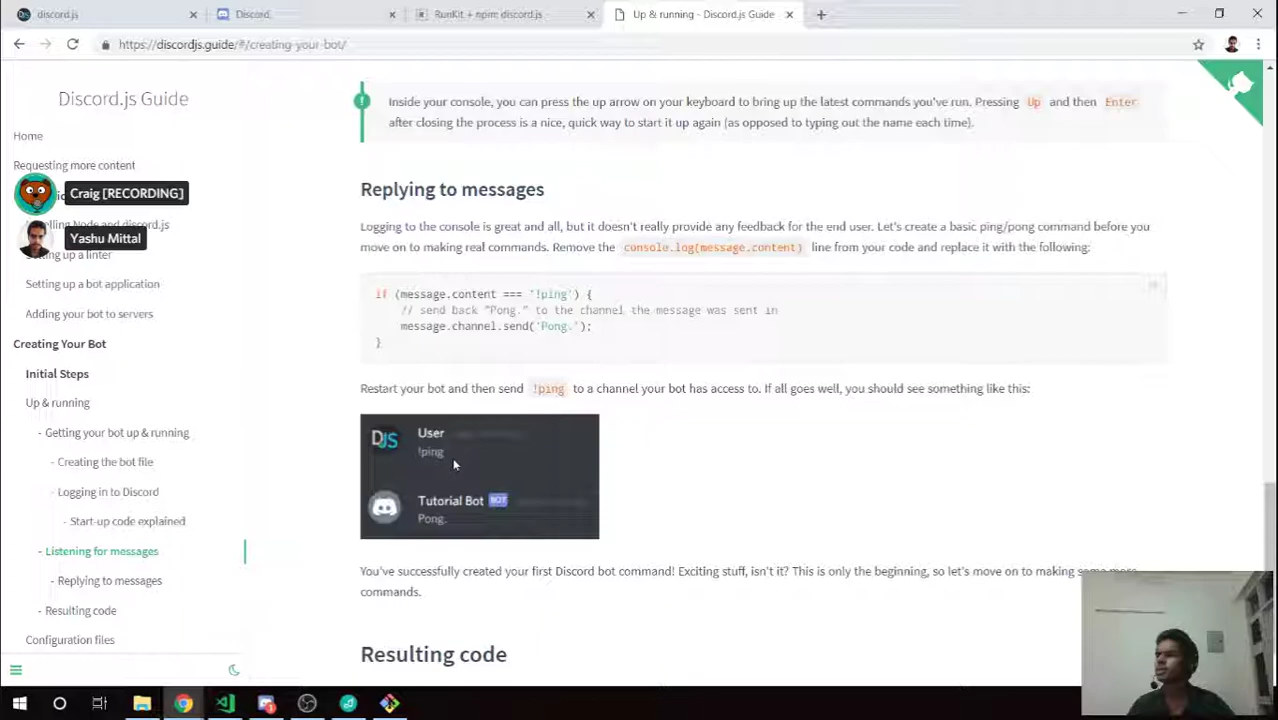 discord.js
Discord
RunKit + npm: discord.js
Up & running - Discord.js Guide
https://discordjs.guide/#/creating-your-bot/
Discord.js Guide
Home
Requesting more content
Craig [RECORDING]
Installing Node and discord.js
Yashu Mittal
Setting up a linter
Setting up a bot application
Adding your bot to servers
Creating Your Bot
Initial Steps
Up & running
- Getting your bot up & running
- Creating the bot file
- Logging in to Discord
- Start-up code explained
- Listening for messages
- Replying to messages
- Resulting code
Configuration files
! Inside your console, you can press the up arrow on your keyboard to bring up the latest commands you've run. Pressing Up and then Enter
after closing the process is a nice, quick way to start it up again (as opposed to typing out the name each time).
Replying to messages
Logging to the console is great and all, but it doesn't really provide any feedback for the end user. Let's create a basic ping/pong command before you
move on to making real commands. Remove the console.log(message.content) line from your code and replace it with the following:
if (message.content === '!ping') {
// send back "Pong." to the channel the message was sent in
message.channel.send('Pong.');
}
Restart your bot and then send !ping to a channel your bot has access to. If all goes well, you should see something like this:
DJS User
!ping
Tutorial Bot BOT
Pong.
You've successfully created your first Discord bot command! Exciting stuff, isn't it? This is only the beginning, so let's move on to making some more
commands.
Resulting code